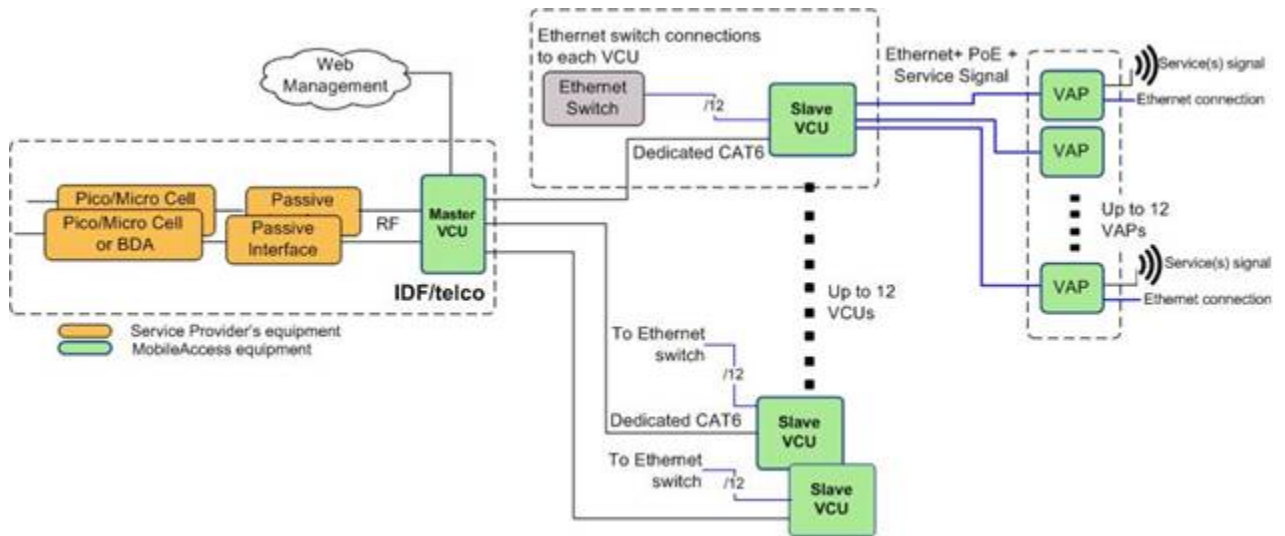 Ethernet switch connections
to each VCU
Ethernet
Switch
/12
Slave
VCU
Dedicated CAT6
Ethernet+ PoE +
Service Signal
VAP
Service(s) signal
Ethernet connection
VAP
Up to 12
VAPs
VAP
Service(s) signal
Ethernet connection
Web
Management
Pico/Micro Cell
Passive
Pico/Micro Cell
or BDA
Passive
Interface
RF
Master
VCU
IDF/telco
Service Provider's equipment
MobileAccess equipment
Up to 12
VCUs
To Ethernet
switch
/12
Dedicated CAT6
Slave
VCU
To Ethernet
switch
/12
Slave
VCU